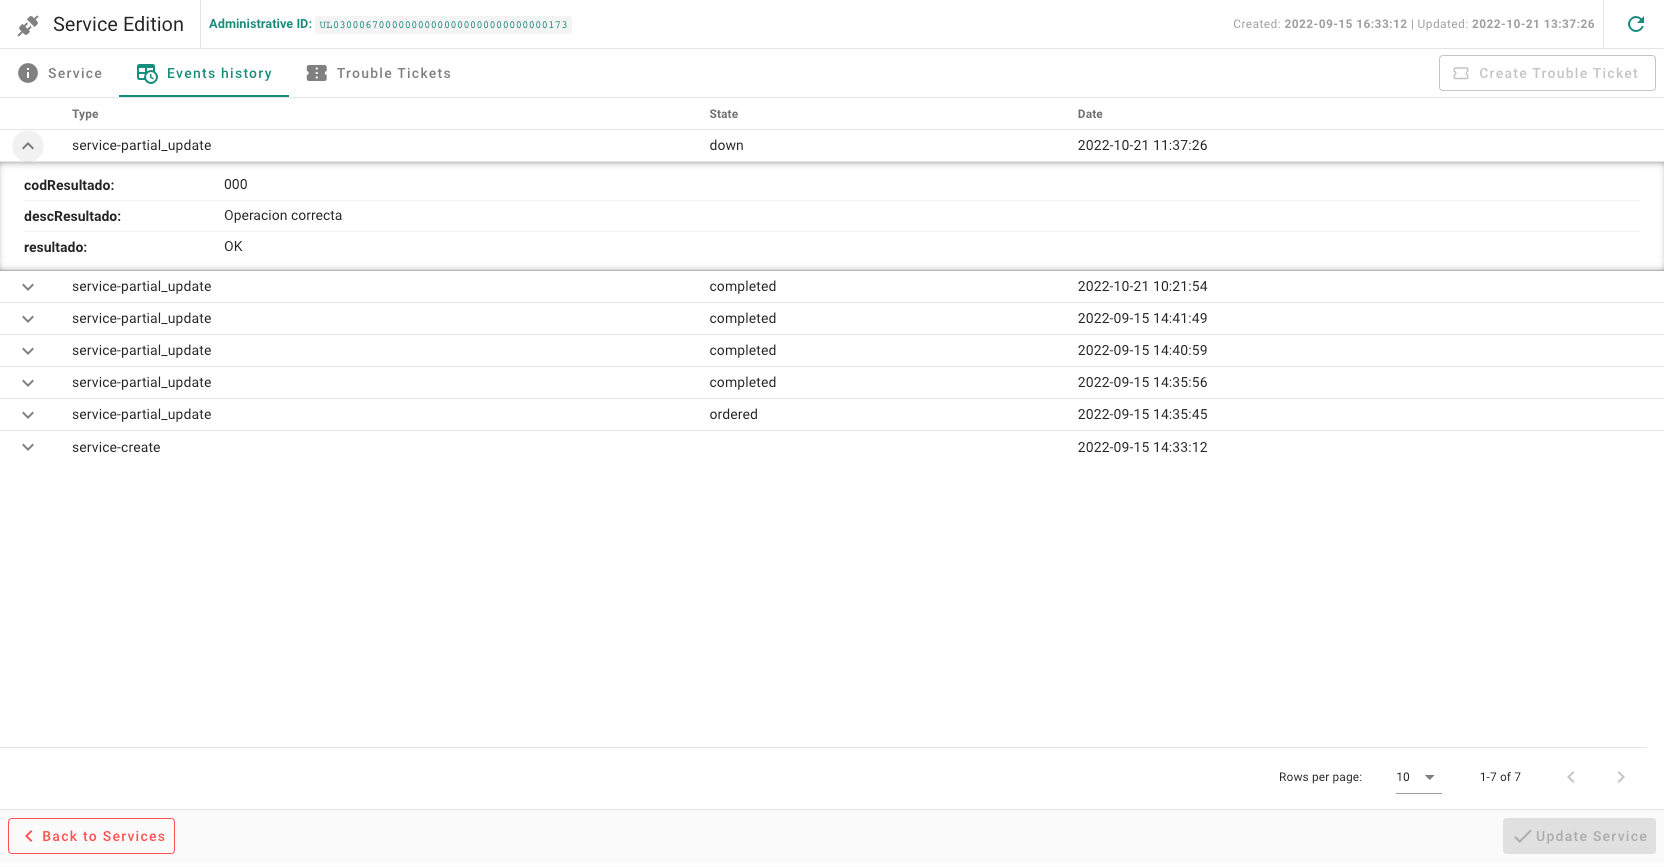 Service Edition
Administrative ID: UL030006700000000000000000000000000000173
Created: 2022-09-15 16:33:12 | Updated: 2022-10-21 13:37:26
Service
Events history
Trouble Tickets
Create Trouble Ticket
Type State Date
service-partial_update down 2022-10-21 11:37:26
codResultado: 000
descResultado: Operacion correcta
resultado: OK
service-partial_update completed 2022-10-21 10:21:54
service-partial_update completed 2022-09-15 14:41:49
service-partial_update completed 2022-09-15 14:40:59
service-partial_update completed 2022-09-15 14:35:56
service-partial_update ordered 2022-09-15 14:35:45
service-create 2022-09-15 14:33:12
Rows per page: 10 1-7 of 7
Back to Services
Update Service